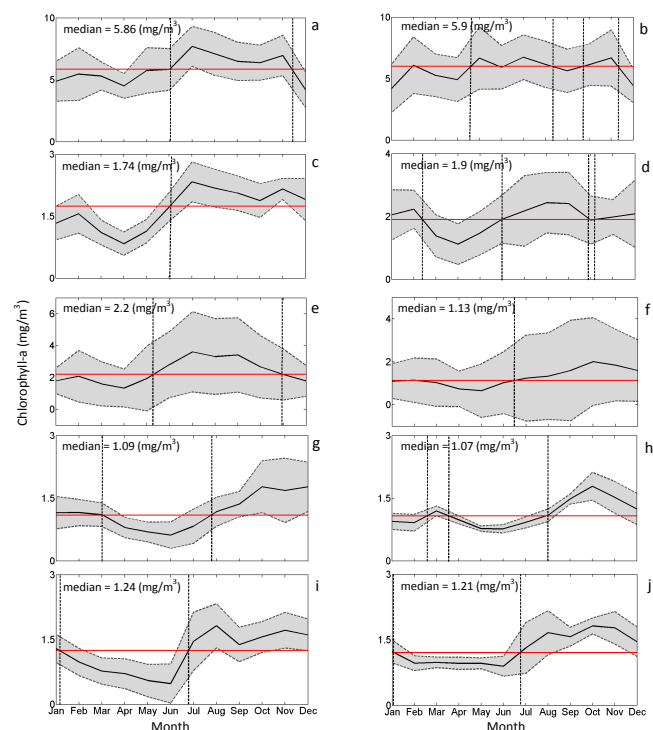 median = 5.86 (mg/m³)
a
10
5
0
median = 5.9 (mg/m³)
b
10
5
0
median = 1.74 (mg/m³)
c
3
1.5
0
median = 1.9 (mg/m³)
d
4
2
0
median = 2.2 (mg/m³)
e
6
4
2
0
median = 1.13 (mg/m³)
f
4
2
0
median = 1.09 (mg/m³)
g
3
1.5
0
median = 1.07 (mg/m³)
h
3
1.5
0
median = 1.24 (mg/m³)
i
3
1.5
0
Jan Feb Mar Apr May Jun Jul Aug Sep Oct Nov Dec
Month
median = 1.21 (mg/m³)
j
3
1.5
0
Jan Feb Mar Apr May Jun Jul Aug Sep Oct Nov Dec
Month
Chlorophyll-a (mg/m³)